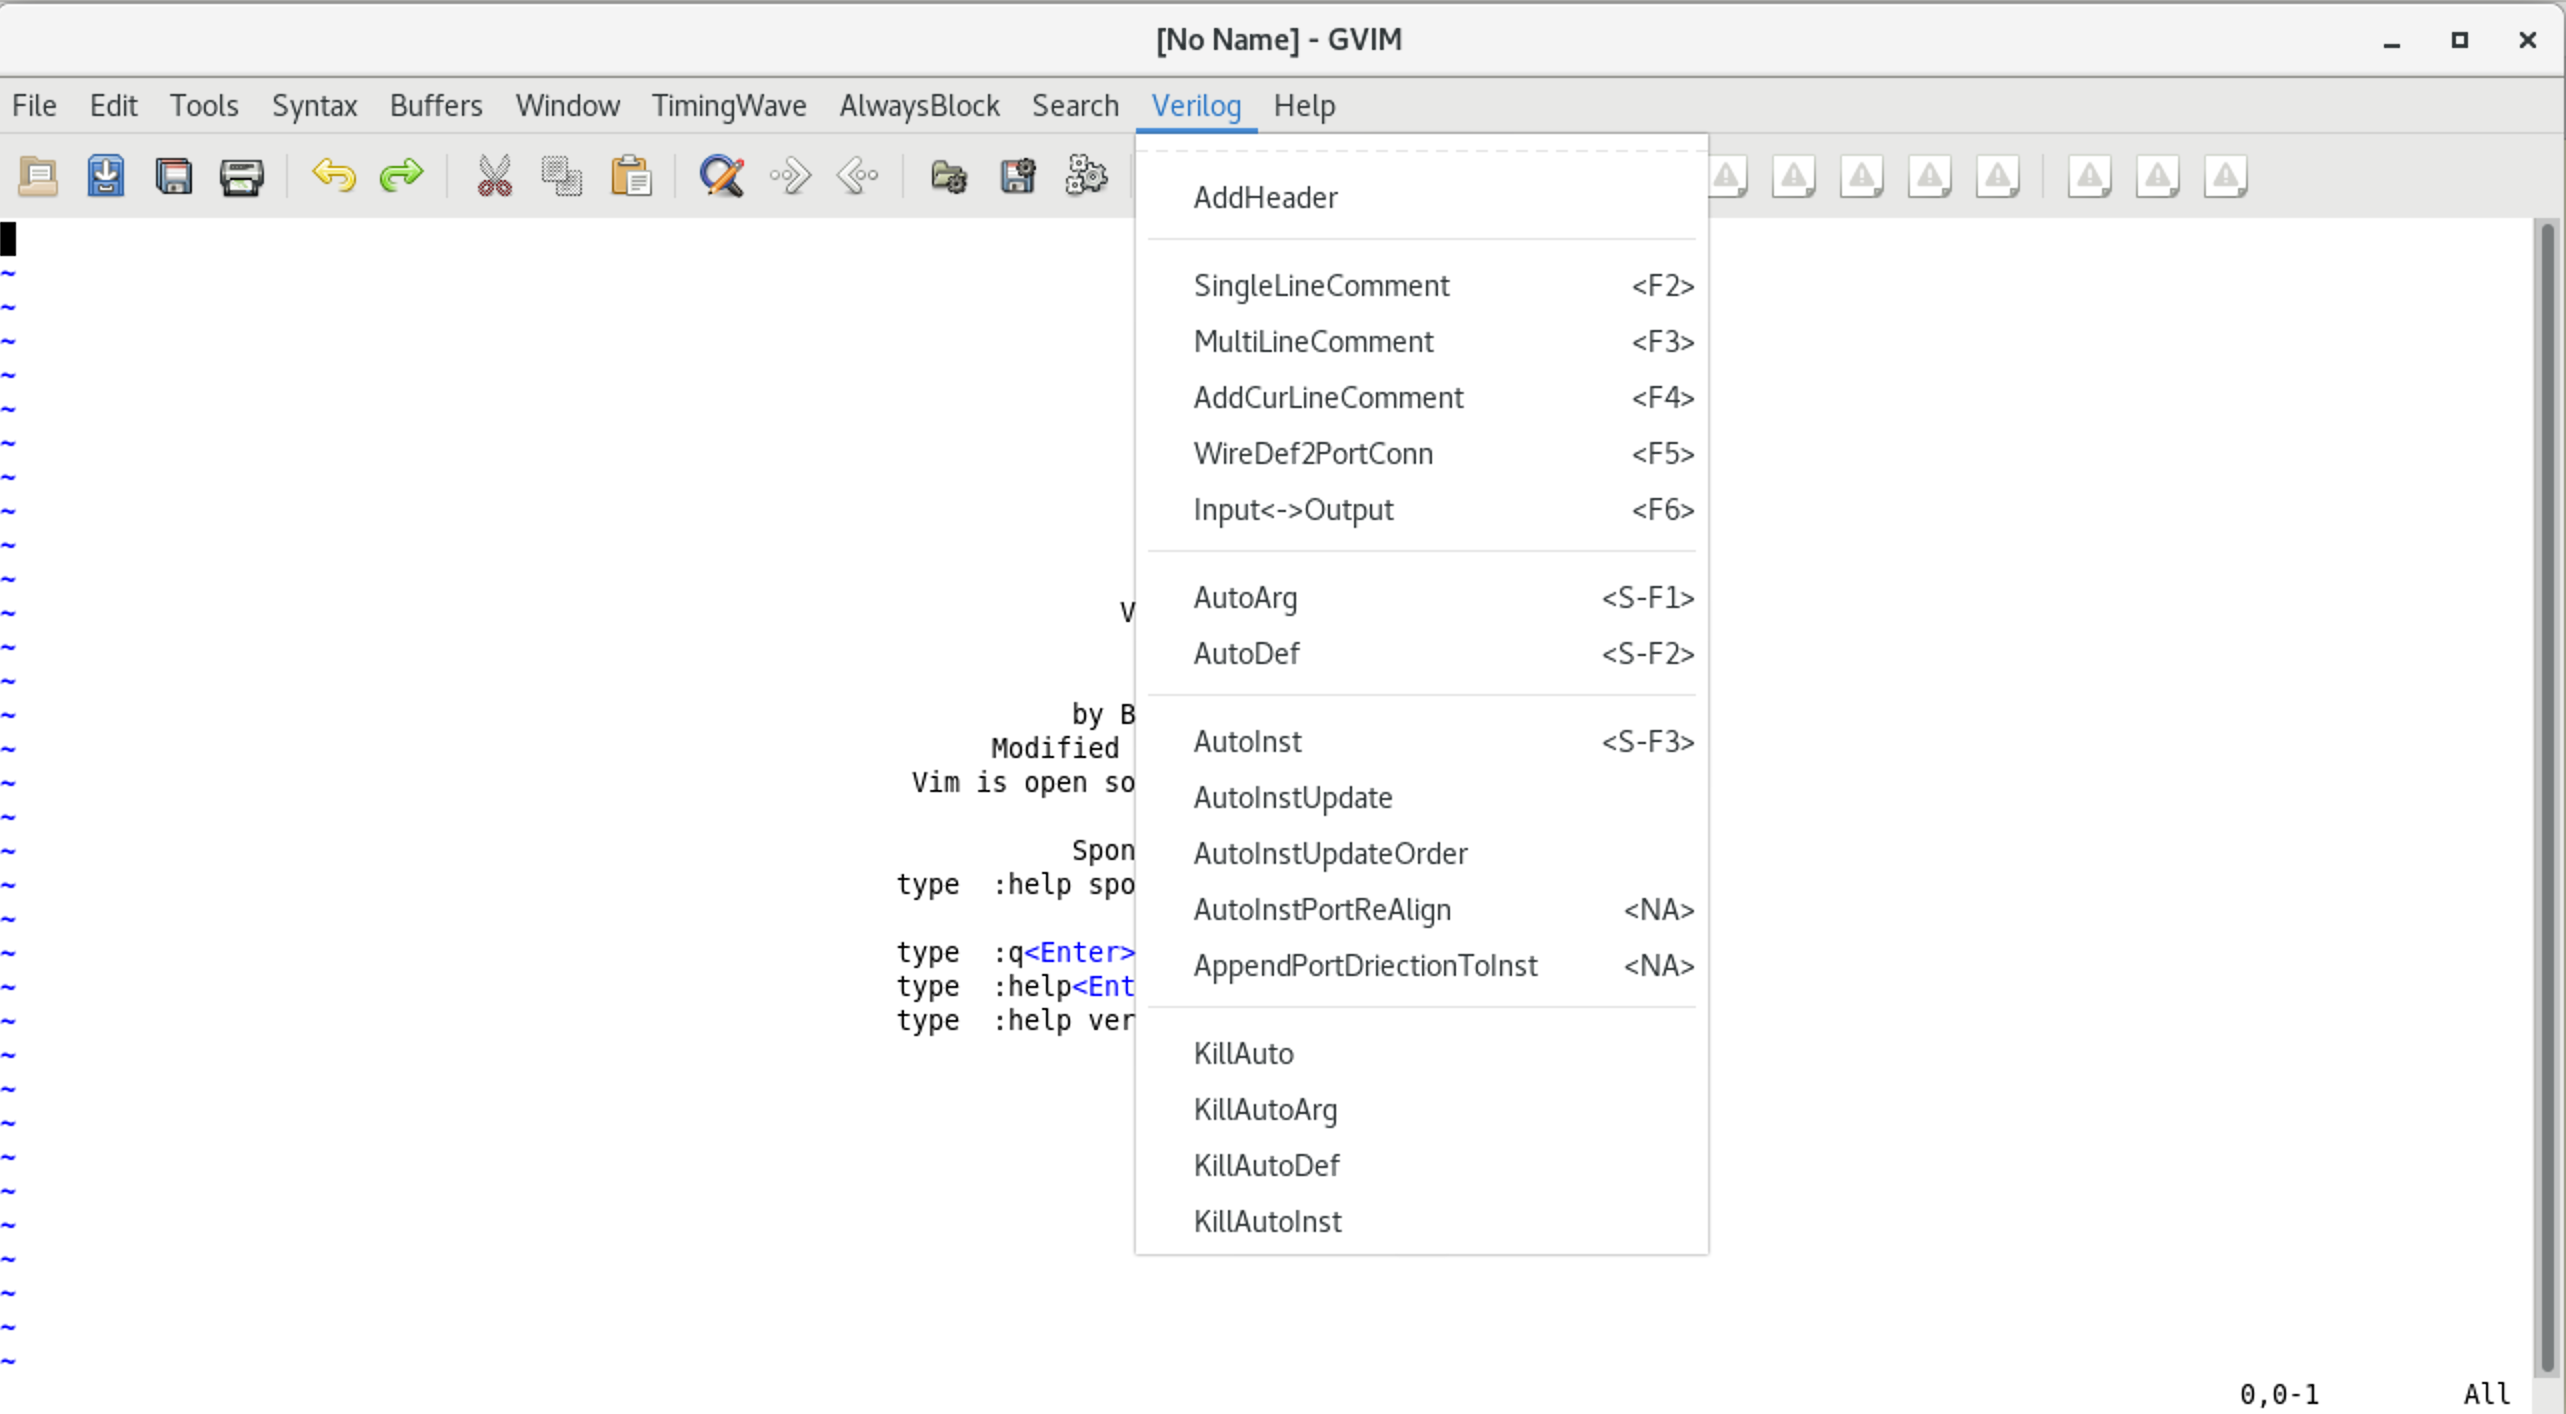 [No Name] - GVIM
File Edit Tools Syntax Buffers Window TimingWave AlwaysBlock Search Verilog Help
AddHeader
SingleLineComment <F2>
MultiLineComment <F3>
AddCurLineComment <F4>
WireDef2PortConn <F5>
Input<->Output <F6>
AutoArg <S-F1>
AutoDef <S-F2>
AutoInst <S-F3>
AutoInstUpdate
AutoInstUpdateOrder
AutoInstPortReAlign <NA>
AppendPortDriectionToInst <NA>
KillAuto
KillAutoArg
KillAutoDef
KillAutoInst
~
~
~
~
~
~
~
~
~
~
~ V
~
~
~ by B
~ Modified
~ Vim is open so
~
~ Spon
~ type :help spo
~
~ type :q<Enter>
~ type :help<Ent
~ type :help ver
~
~
~
~
~
~
~
~
~
~
0,0-1 All